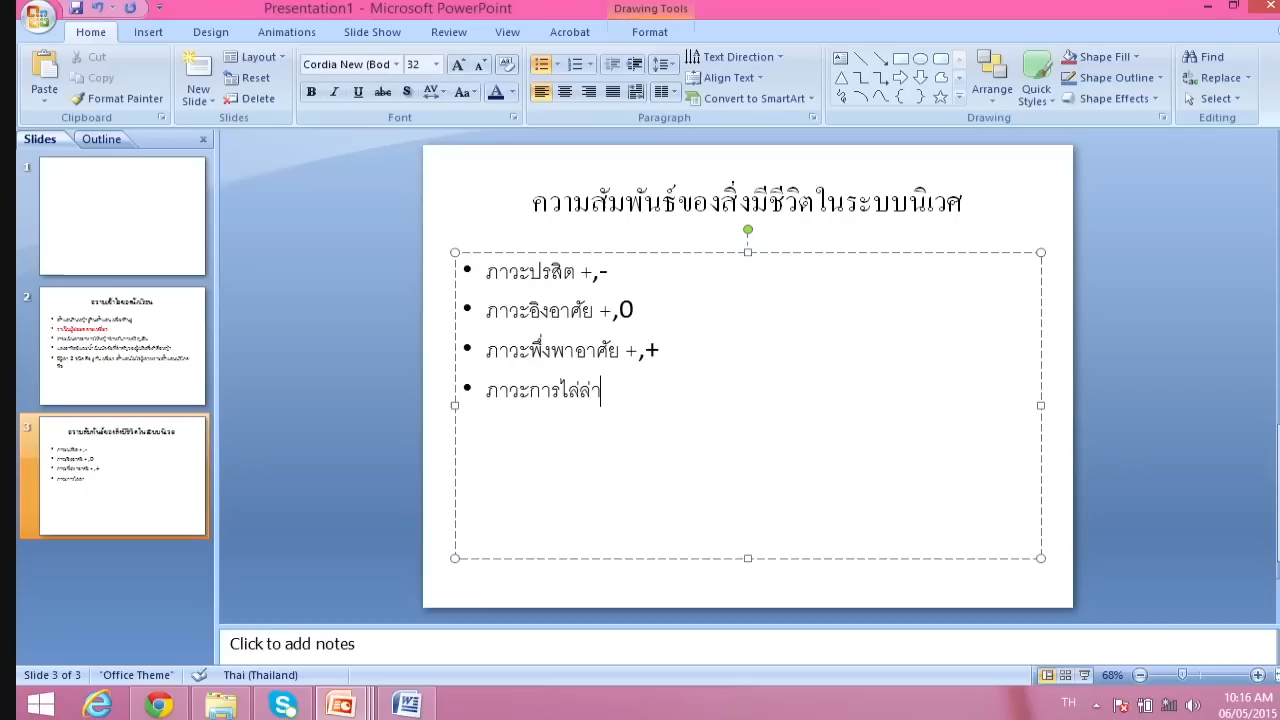 Presentation1 - Microsoft PowerPoint
Drawing Tools
Home Insert Design Animations Slide Show Review View Acrobat Format
Paste
Cut
Copy
Format Painter
Clipboard
New Slide
Layout
Reset
Delete
Slides
Cordia New (Bod 32
Font
Text Direction
Align Text
Convert to SmartArt
Paragraph
Arrange
Quick Styles
Shape Fill
Shape Outline
Shape Effects
Drawing
Find
Replace
Select
Editing
Slides Outline
1
2
3
ความสัมพันธ์ของสิ่งมีชีวิตในระบบนิเวศ
• ภาวะปรสิต +,-
• ภาวะอิงอาศัย +,0
• ภาวะพึ่งพาอาศัย +,+
• ภาวะการไล่ล่า
Click to add notes
Slide 3 of 3 "Office Theme" Thai (Thailand) 68%
TH 10:16 AM
06/05/2015